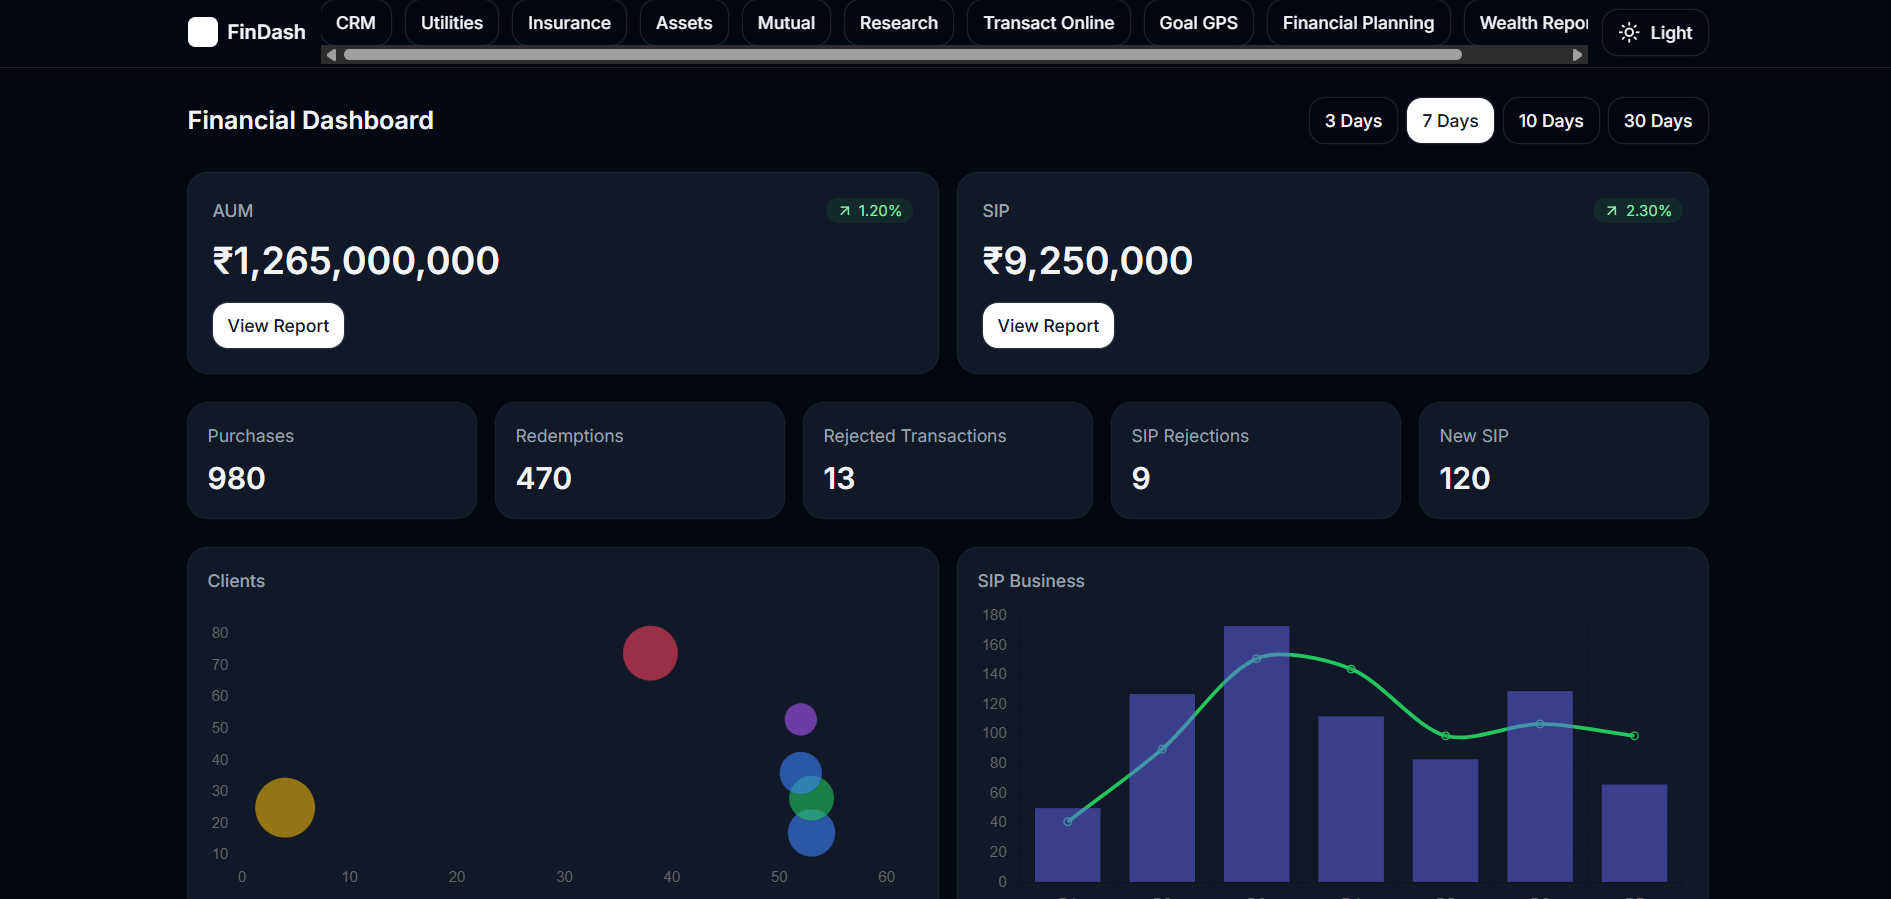 FinDash
CRM
Utilities
Insurance
Assets
Mutual
Research
Transact Online
Goal GPS
Financial Planning
Light
Financial Dashboard
3 Days
7 Days
10 Days
30 Days
AUM
1.20%
₹1,265,000,000
View Report
SIP
2.30%
₹9,250,000
View Report
Purchases
980
Redemptions
470
Rejected Transactions
13
SIP Rejections
9
New SIP
120
Clients
80
70
60
50
40
30
20
10
0
10
20
30
40
50
60
SIP Business
180
160
140
120
100
80
60
40
20
0
Wealth